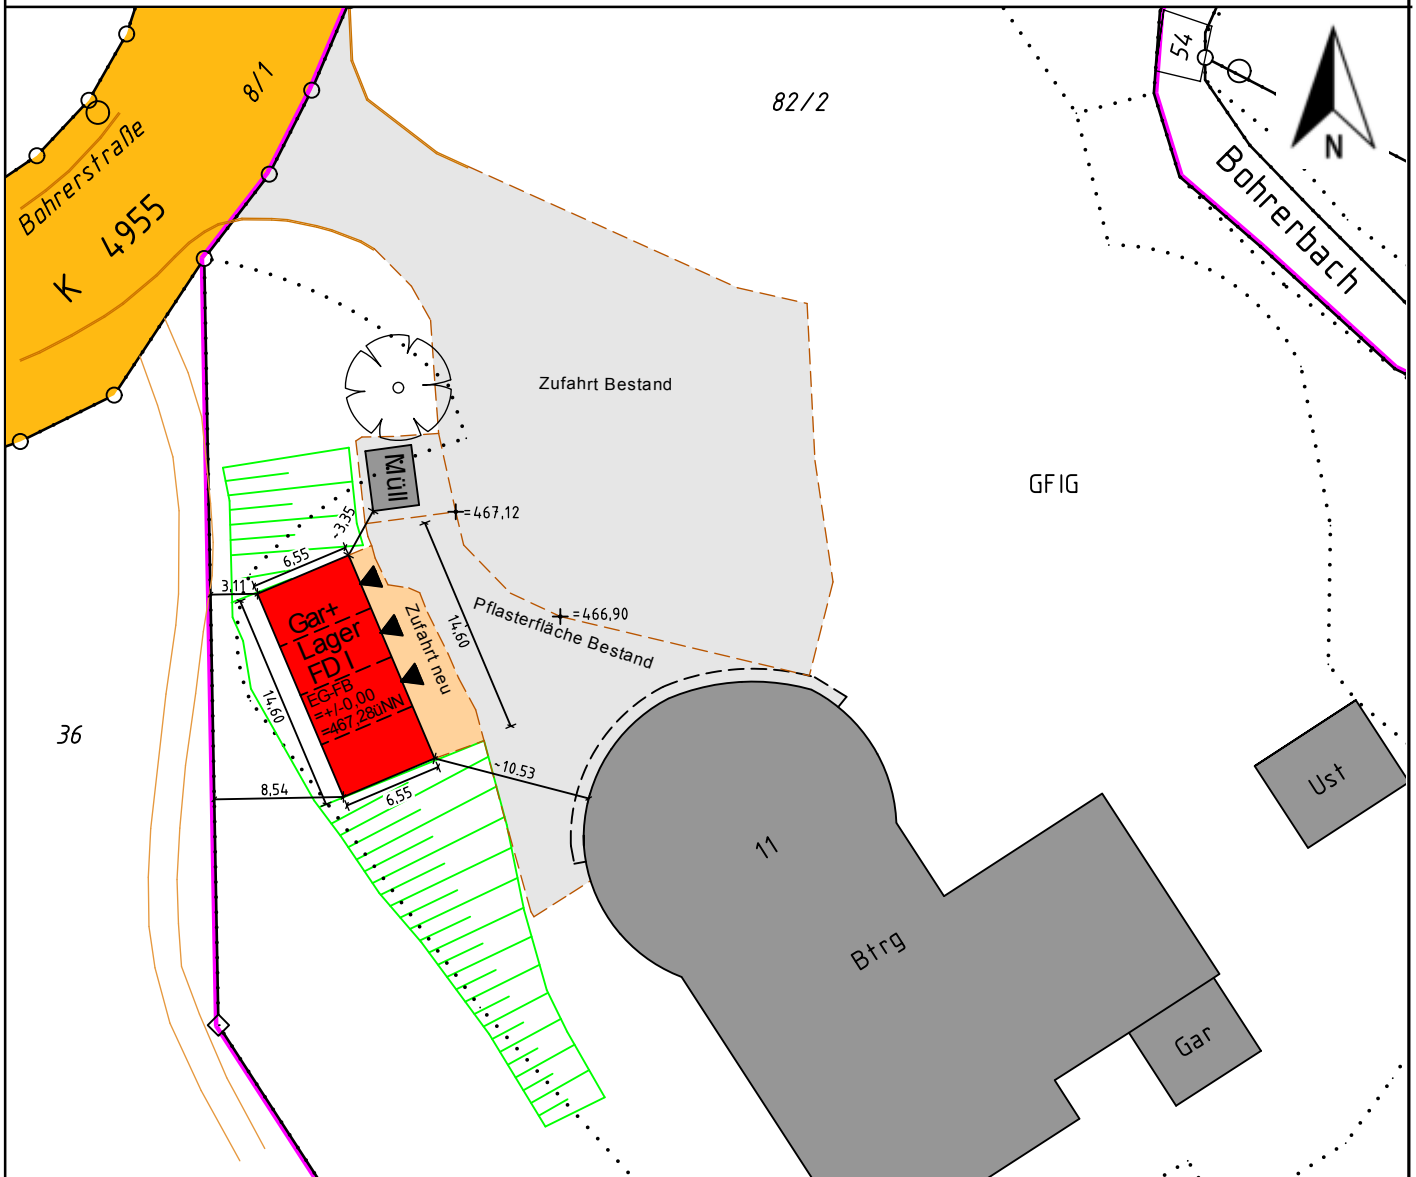 8/1
82/2
54
N
Bohrerstraße
K 4955
Bohrerbach
Zufahrt Bestand
Müll
GFIG
=467,12
~3,35
6,55
3,11
=466,90
Gar+
Lager
FD I
EG-FB
=+/-0,00
=467,28üNN
Zufahrt neu
14,60
Pflasterfläche Bestand
14,60
36
8,54
6,55
~10.53
11
Btrg
Ust
Gar